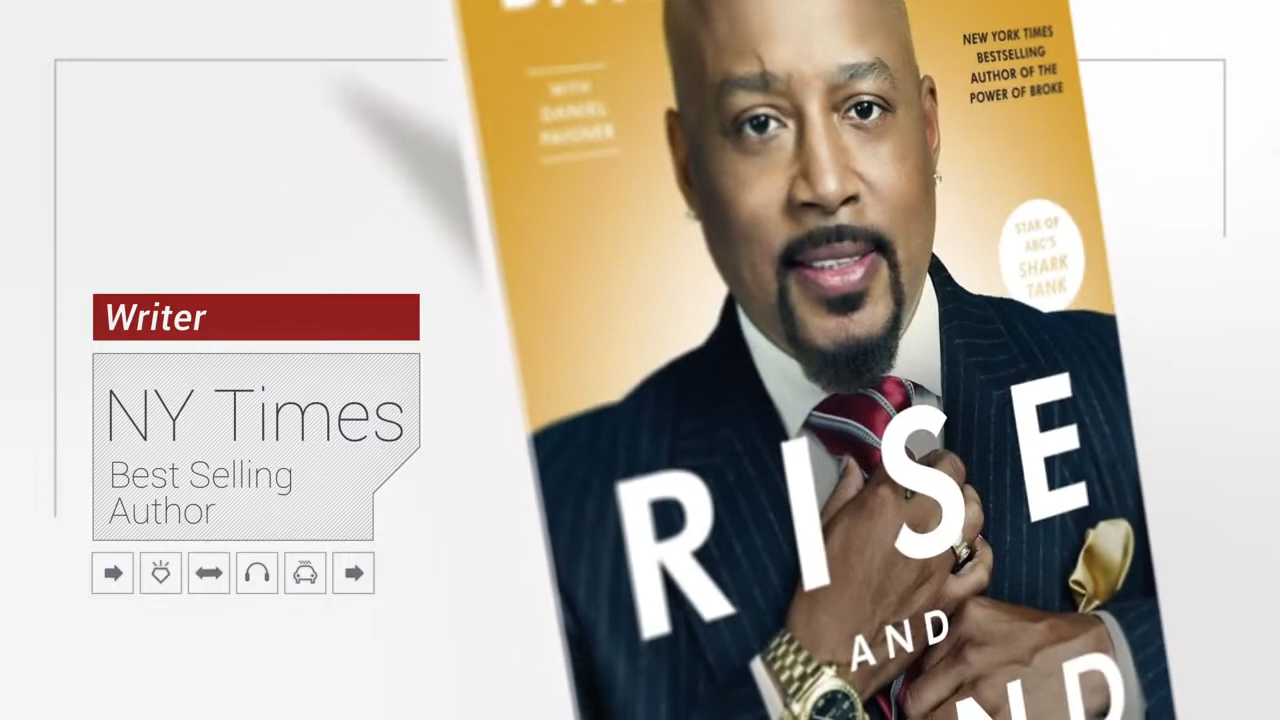 WITH
DANIEL
PAISNER
NEW YORK TIMES
BESTSELLING
AUTHOR OF THE
POWER OF BROKE
STAR OF
ABC'S
SHARK
TANK
Writer
NY Times
Best Selling
Author
RISE
AND